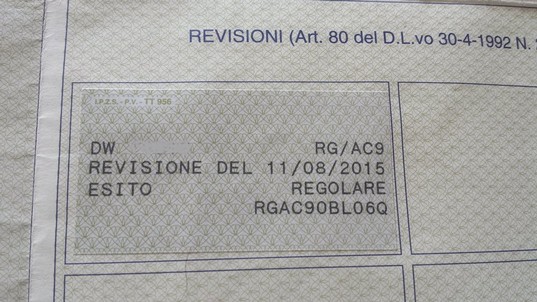 REVISIONI (Art. 80 del D.L.vo 30-4-1992 N.
I.P.Z.S. - P.V. - TT 956
DW RG/AC9
REVISIONE DEL 11/08/2015
ESITO REGOLARE
RGAC90BL06Q